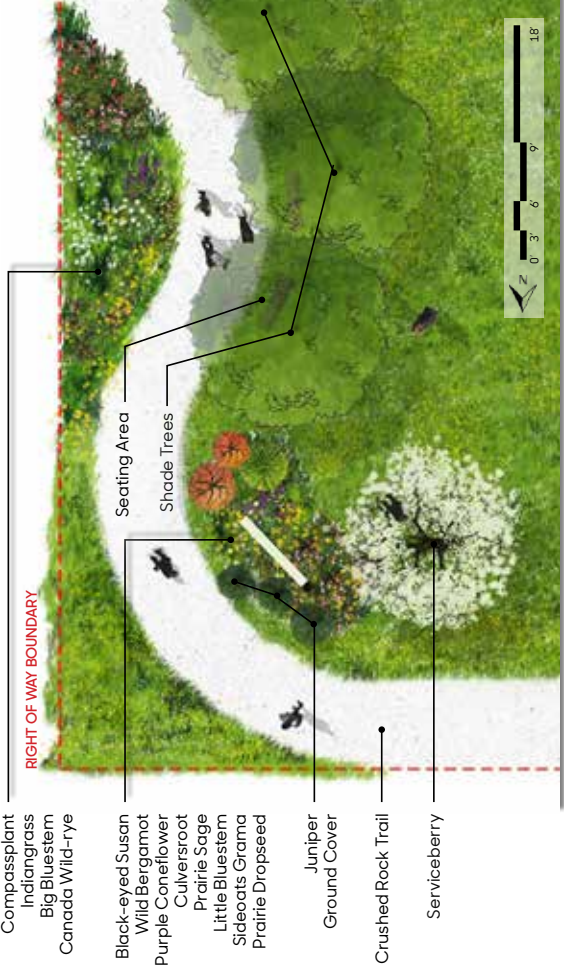 Compassplant
Indiangrass
Big Bluestem
Canada Wild-rye
Black-eyed Susan
Wild Bergamot
Purple Coneflower
Culversroot
Prairie Sage
Little Bluestem
Sideoats Grama
Prairie Dropseed
Juniper
Ground Cover
Crushed Rock Trail
Serviceberry
RIGHT OF WAY BOUNDARY
Seating Area
Shade Trees
N
0' 3' 6' 9' 18'